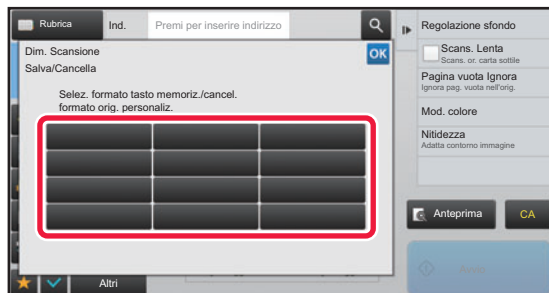 Rubrica
Ind.
Premi per inserire indirizzo
Dim. Scansione
OK
Salva/Cancella
Selez. formato tasto memoriz./cancel.
formato orig. personaliz.
Altri
Regolazione sfondo
Scans. Lenta
Scans. or. carta sottile
Pagina vuota Ignora
Ignora pag. vuota nell'orig.
Mod. colore
Nitidezza
Adatta contorno immagine
Anteprima
CA